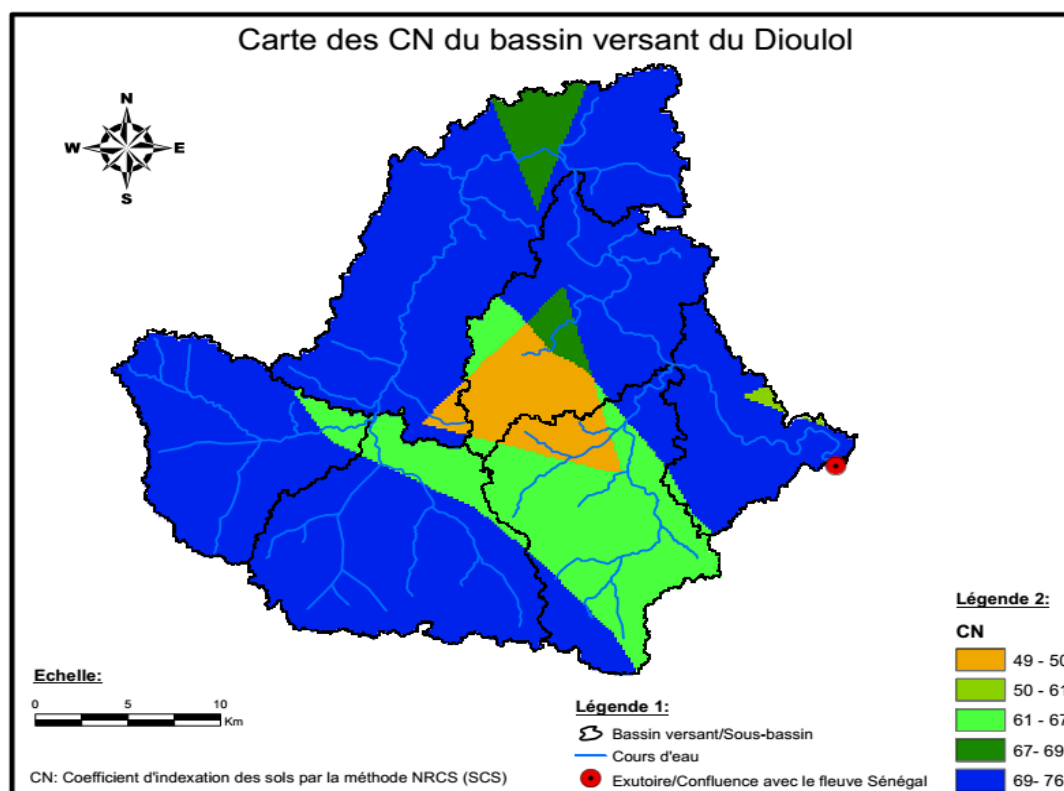 Carte des CN du bassin versant du Dioulol
N
W E
S
Echelle:
0 5 10
Km
CN: Coefficient d'indexation des sols par la méthode NRCS (SCS)
Légende 1:
Bassin versant/Sous-bassin
Cours d'eau
Exutoire/Confluence avec le fleuve Sénégal
Légende 2:
CN
49 - 50
50 - 61
61 - 67
67- 69
69- 76